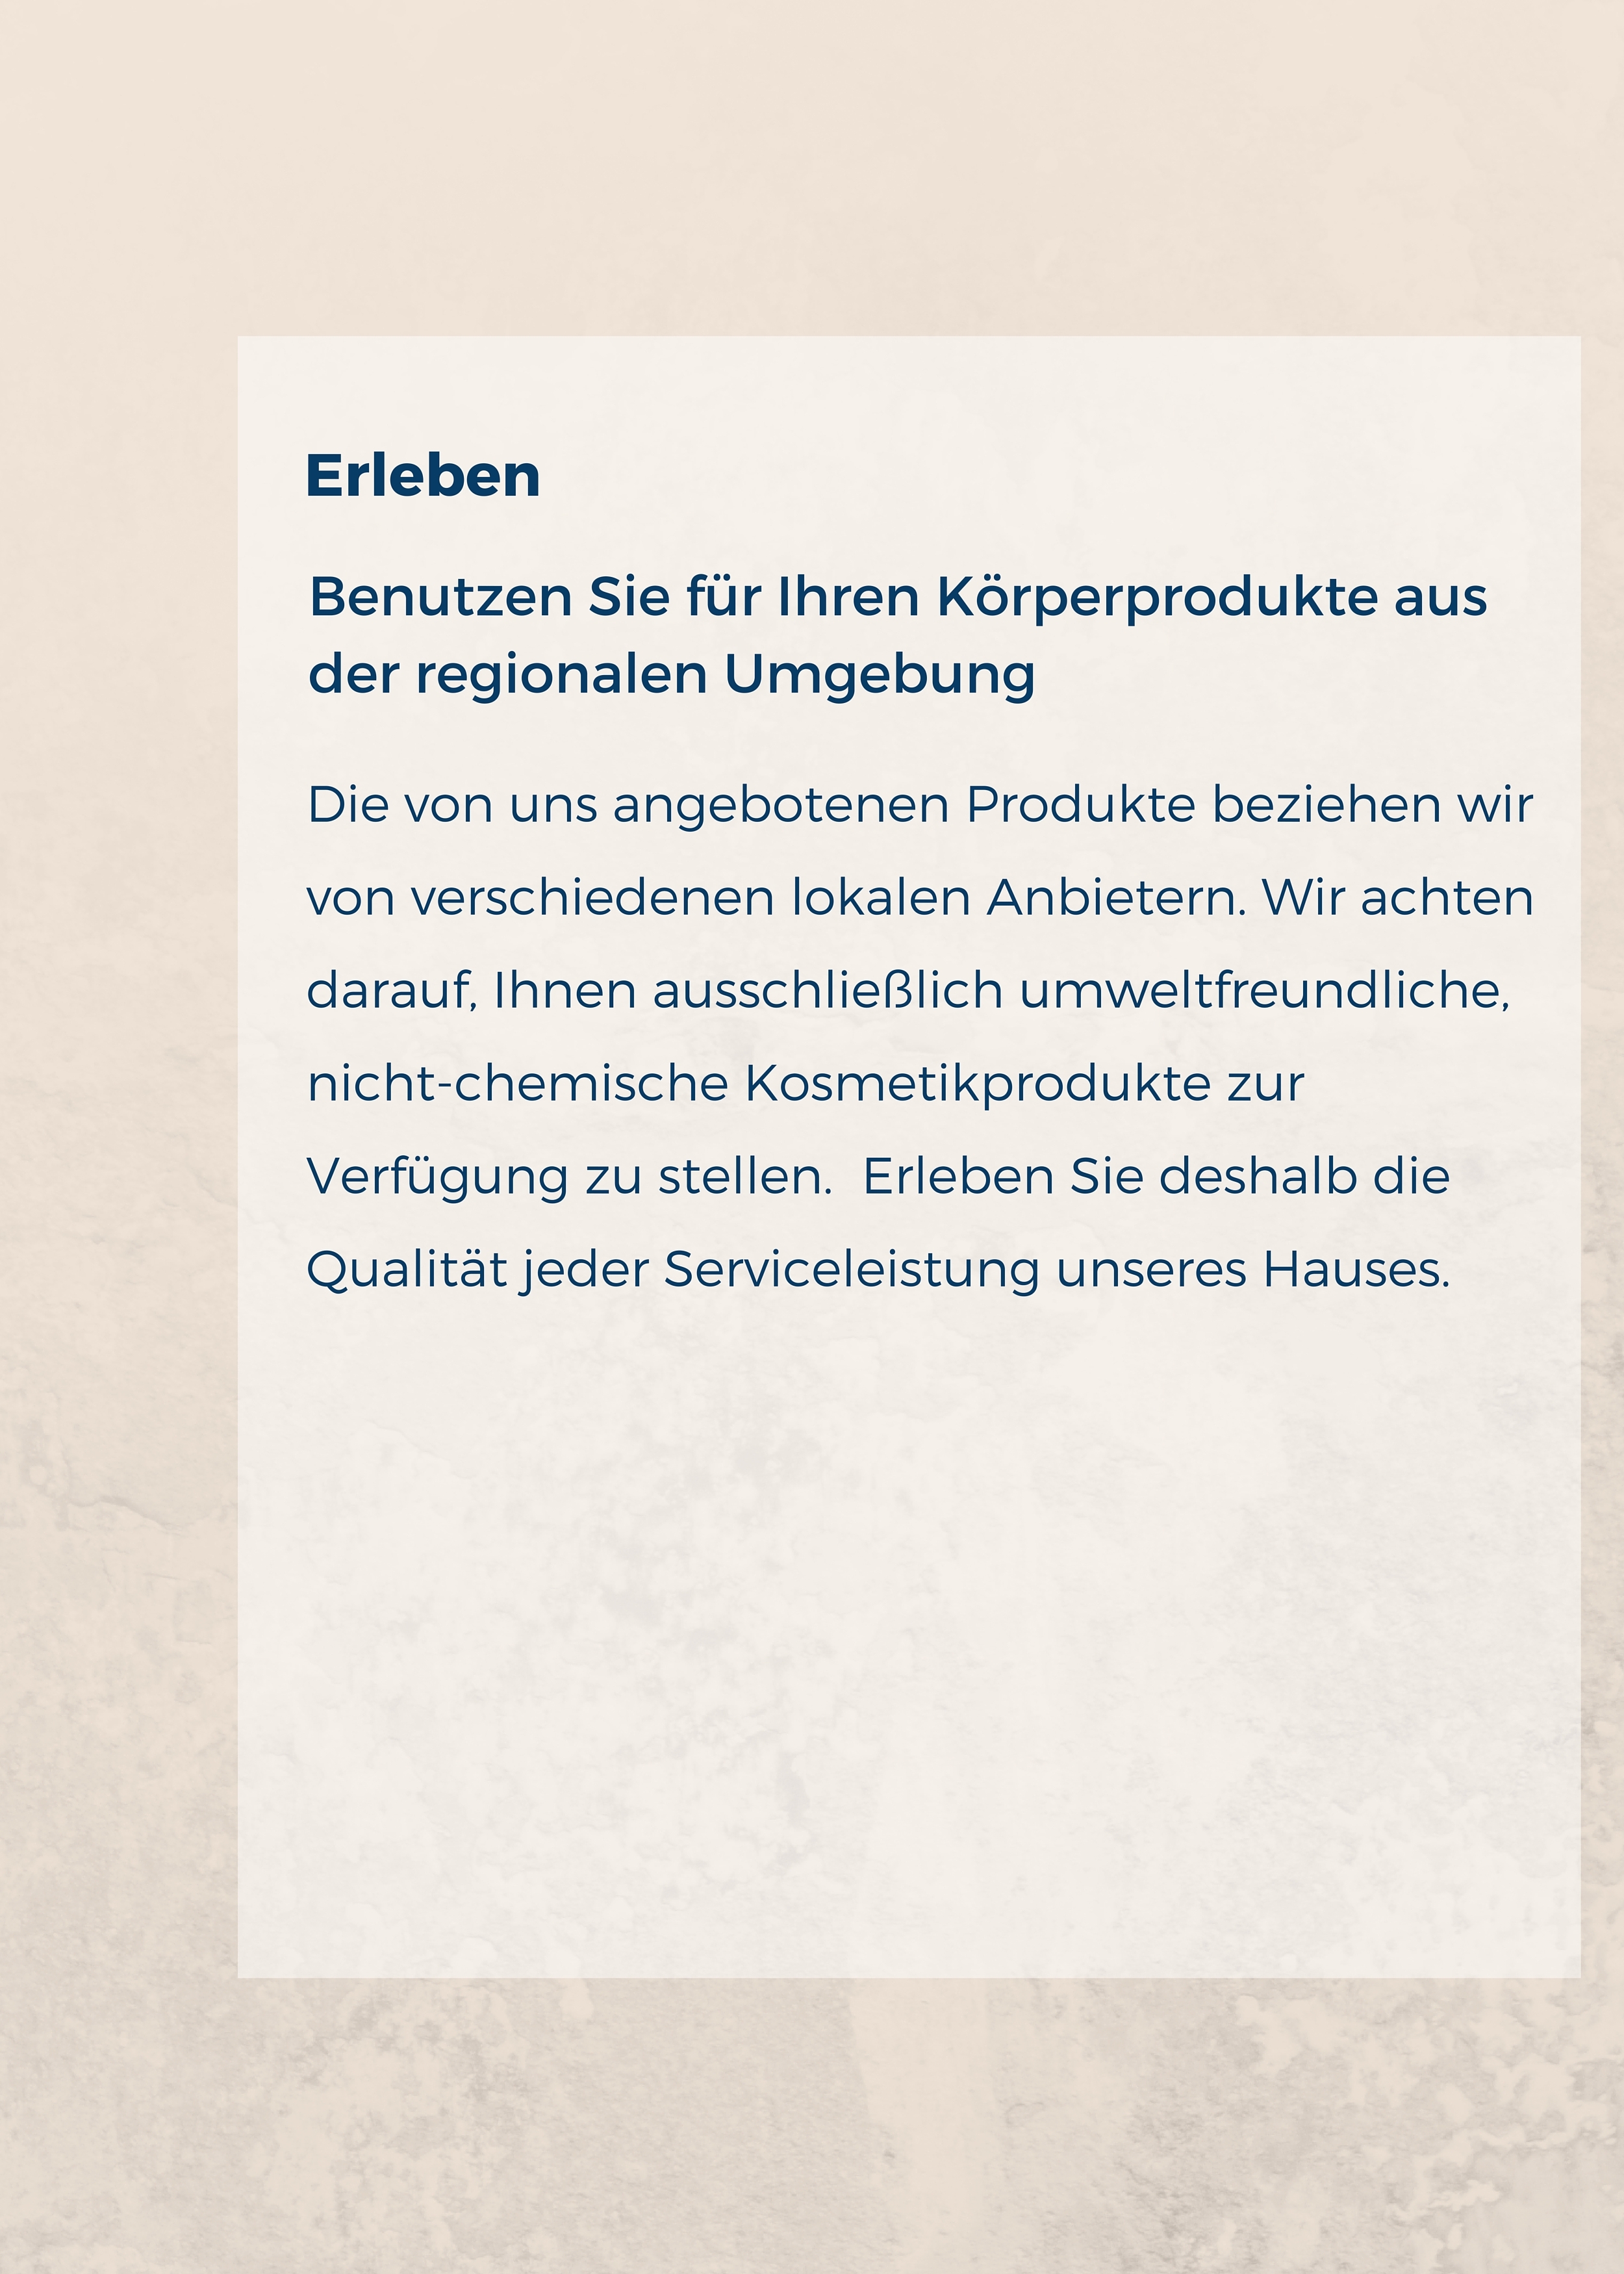 Erleben
Benutzen Sie für Ihren Körperprodukte aus
der regionalen Umgebung
Die von uns angebotenen Produkte beziehen wir
von verschiedenen lokalen Anbietern. Wir achten
darauf, Ihnen ausschließlich umweltfreundliche,
nicht-chemische Kosmetikprodukte zur
Verfügung zu stellen.  Erleben Sie deshalb die
Qualität jeder Serviceleistung unseres Hauses.